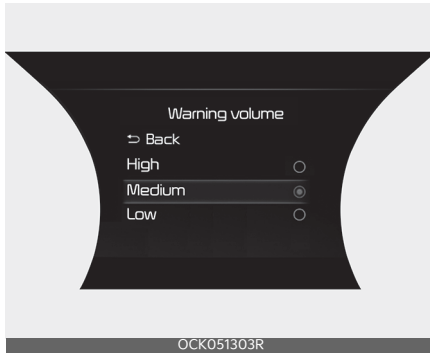 Warning volume
Back
High
Medium
Low
OCK051303R